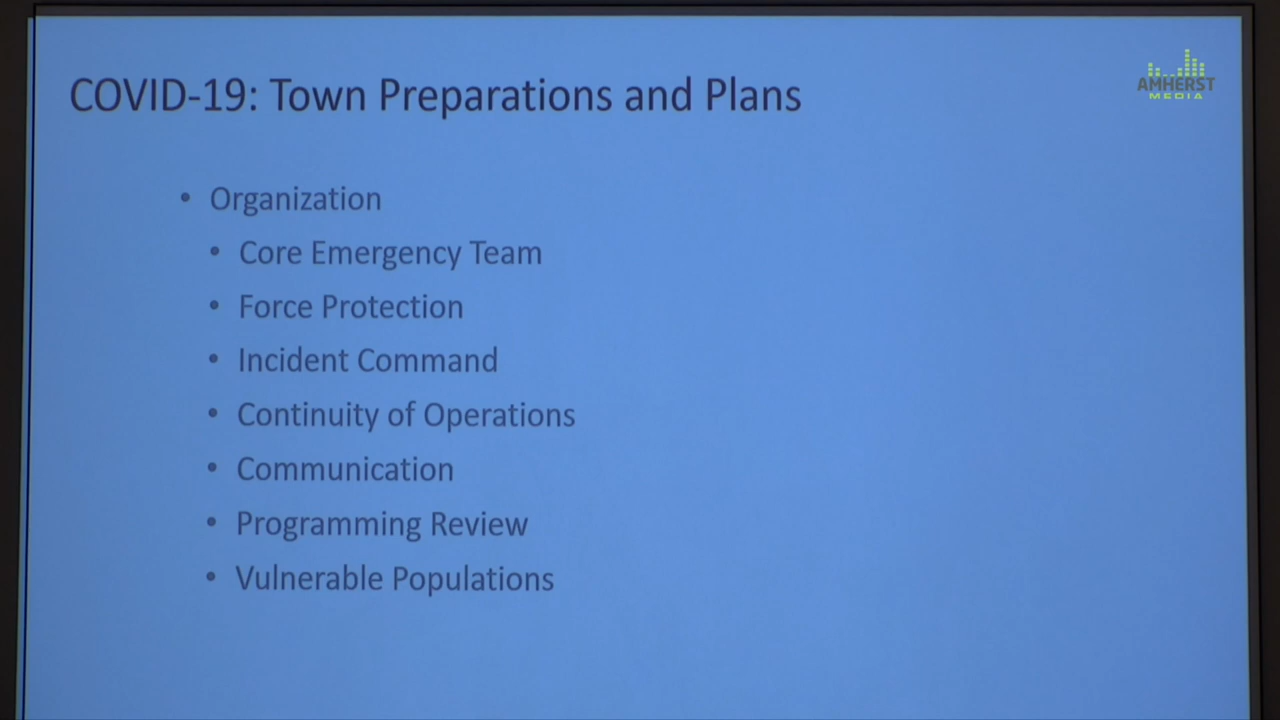 COVID-19: Town Preparations and Plans
AMHERST
MEDIA
• Organization
• Core Emergency Team
• Force Protection
• Incident Command
• Continuity of Operations
• Communication
• Programming Review
• Vulnerable Populations